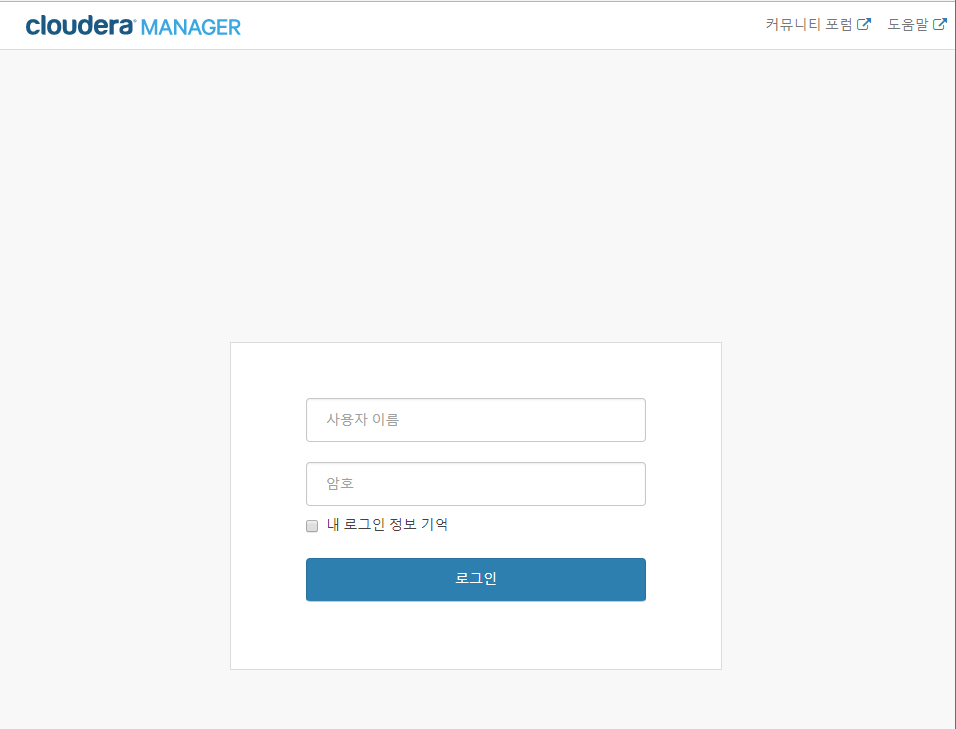 cloudera MANAGER
커뮤니티 포럼 도움말
사용자 이름
암호
내 로그인 정보 기억
로그인